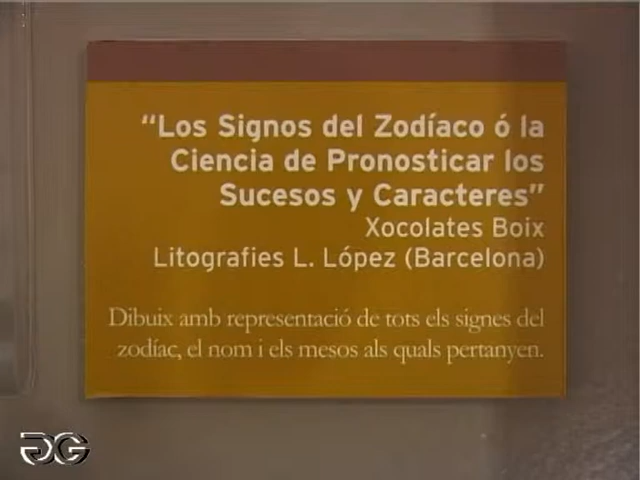 “Los Signos del Zodíaco ó la
Ciencia de Pronosticar los
Sucesos y Caracteres”
Xocolates Boix
Litografies L. López (Barcelona)
Dibuix amb representació de tots els signes del
zodíac, el nom i els mesos als quals pertanyen.
GG